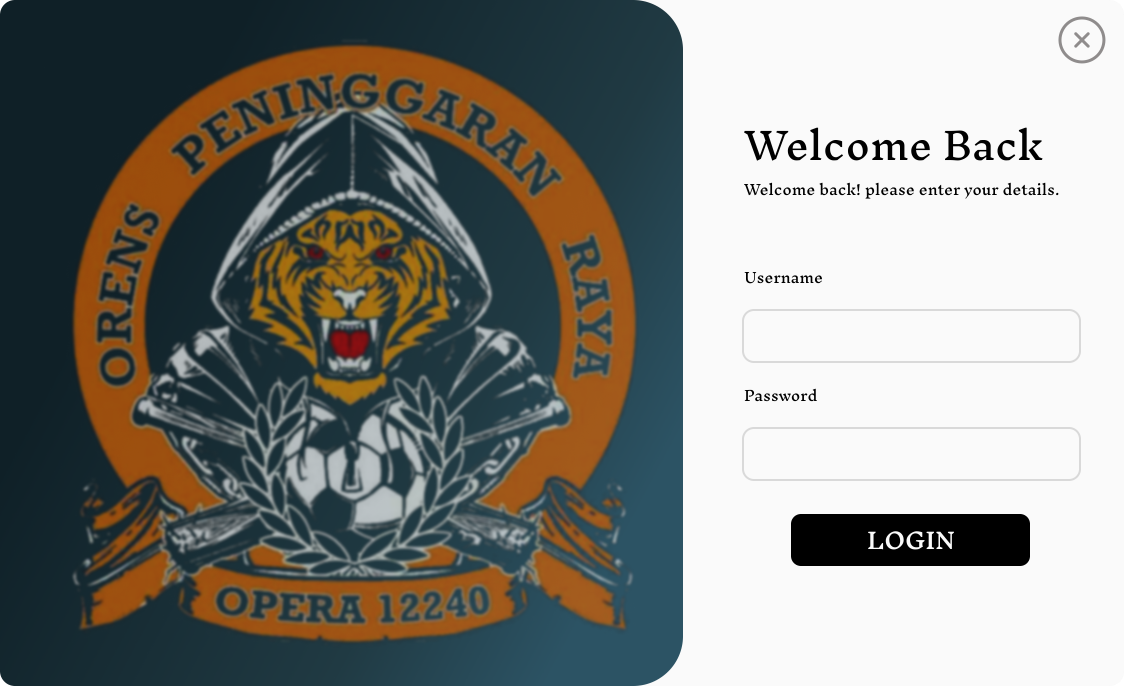 ORENS PENINGGARAN RAYA
OPERA 12240
Welcome Back
Welcome back! please enter your details.
Username
Password
LOGIN